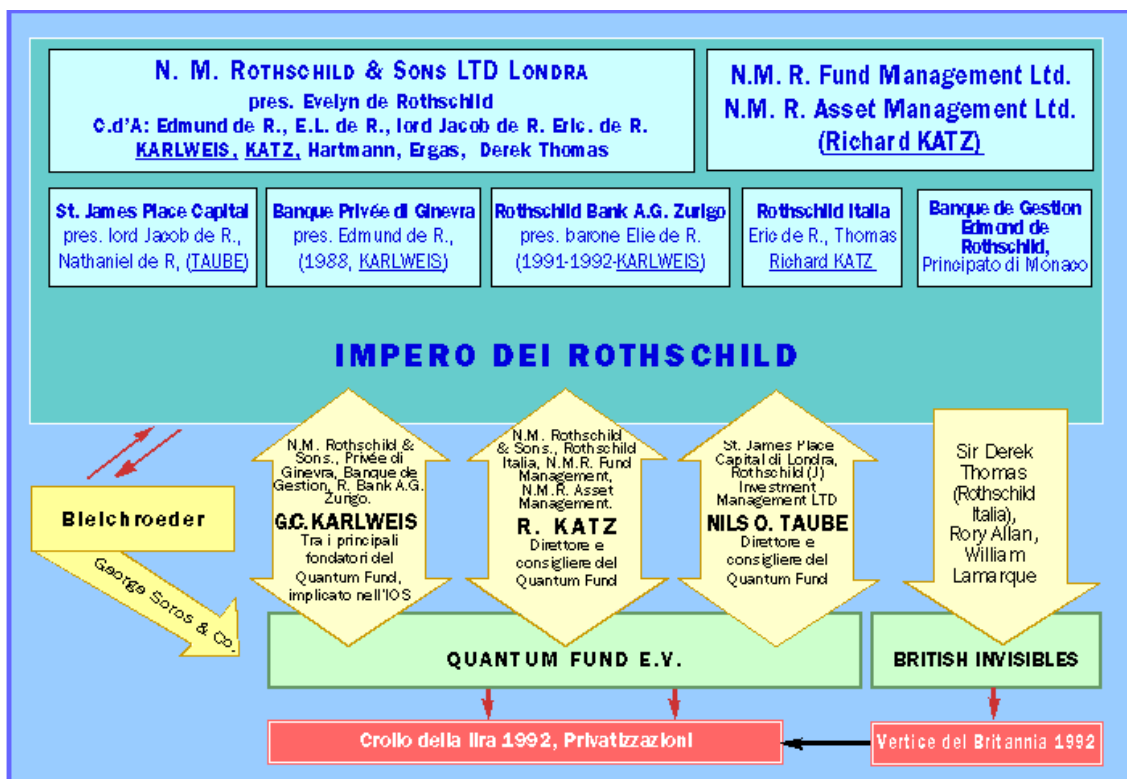 N. M. ROTHSCHILD & SONS LTD LONDRA
pres. Evelyn de Rothschild
C.d'A: Edmund de R., E.L. de R., lord Jacob de R. Eric. de R.
KARLWEIS, KATZ, Hartmann, Ergas, Derek Thomas
N.M. R. Fund Management Ltd.
N.M. R. Asset Management Ltd.
(Richard KATZ)
St. James Place Capital
pres. lord Jacob de R.,
Nathaniel de R, (TAUBE)
Banque Privée di Ginevra
pres. Edmund de R.,
(1988, KARLWEIS)
Rothschild Bank A.G. Zurigo
pres. barone Elie de R.
(1991-1992-KARLWEIS)
Rothschild Italia
Eric de R., Thomas
Richard KATZ
Banque de Gestion
Edmund de
Rothschild,
Principato di Monaco
IMPERO DEI ROTHSCHILD
Bleichroeder
George Soros & Co.
N.M. Rothschild &
Sons., Privée di
Ginevra, Banque de
Gestion, R. Bank A.G.
Zurigo.
G.C. KARLWEIS
Tra i principali
fondatori del
Quantum Fund,
implicato nell'IOS
N.M. Rothschild
& Sons., Rothschild
Italia, N.M.R. Fund
Management,
N.M.R. Asset
Management.
R. KATZ
Direttore e
consigliere del
Quantum Fund
St. James Place
Capital di Londra,
Rothschild (J)
Investment
Management LTD
NILS O. TAUBE
Direttore e
consigliere del
Quantum Fund
Sir Derek
Thomas
(Rothschild
Italia),
Rory Allan,
William
Lamarque
QUANTUM FUND E.V.
BRITISH INVISIBLES
Crollo della lira 1992, Privatizzazioni
Vertice del Britannia 1992